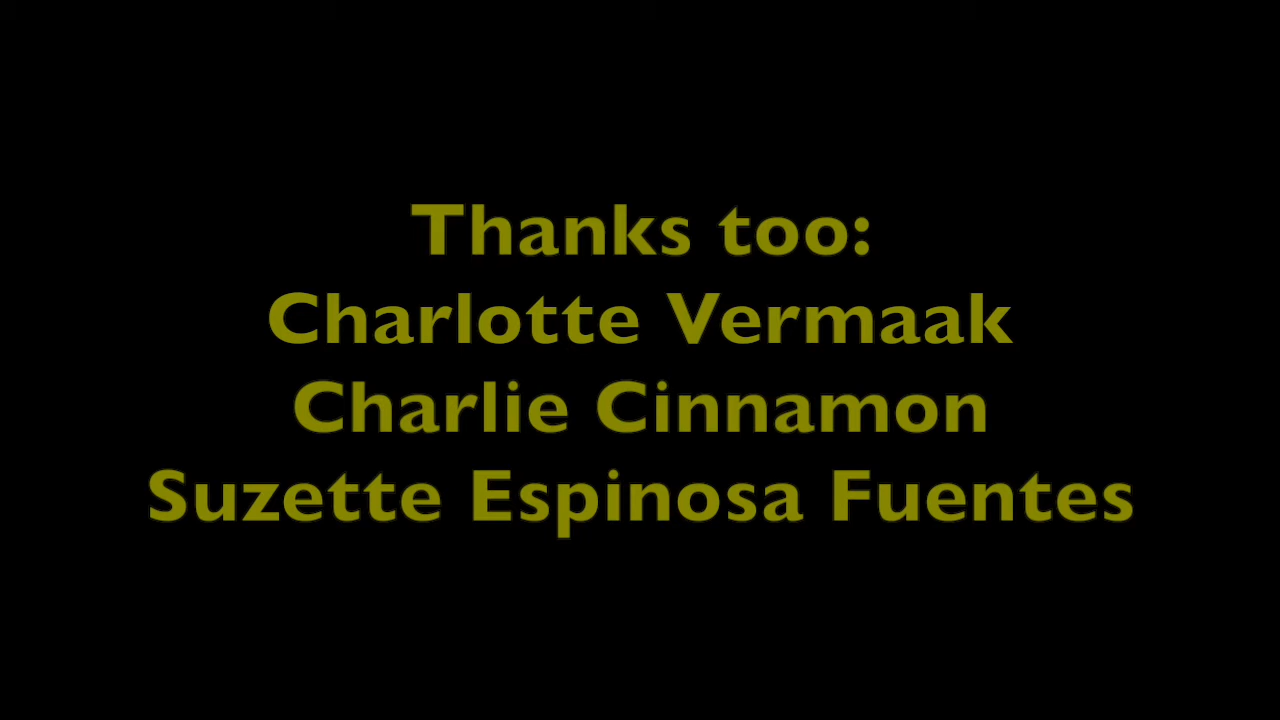 Thanks too:
Charlotte Vermaak
Charlie Cinnamon
Suzette Espinosa Fuentes